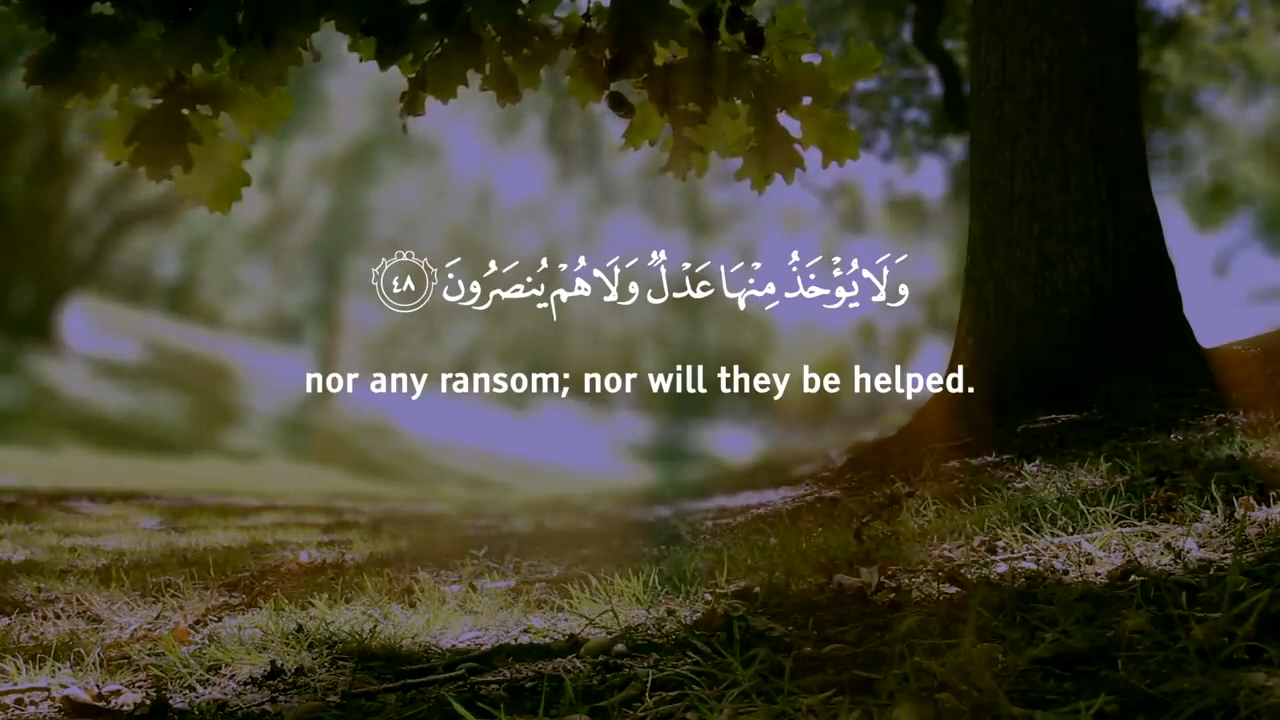 وَلَا يُؤْخَذُ مِنْهَا عَدْلٌ وَلَا هُمْ يُنصَرُونَ ٤٨
nor any ransom; nor will they be helped.